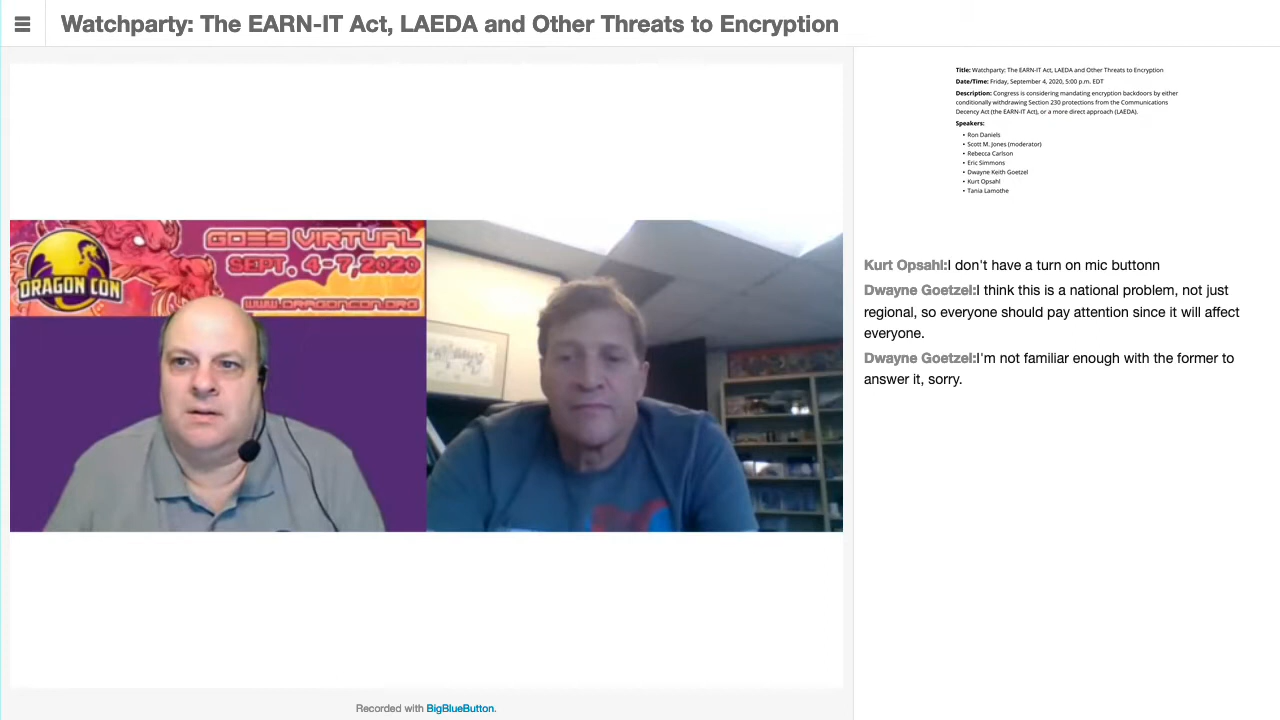 Watchparty: The EARN-IT Act, LAEDA and Other Threats to Encryption
GOES VIRTUAL
SEPT. 4-7, 2020
DRAGON CON
WWW.DRAGONCON.ORG
Recorded with BigBlueButton.
Title: Watchparty: The EARN-IT Act, LAEDA and Other Threats to Encryption
Date/Time: Friday, September 4, 2020, 5:00 p.m. EDT
Description: Congress is considering mandating encryption backdoors by either
conditionally withdrawing Section 230 protections from the Communications
Decency Act (the EARN-IT Act), or a more direct approach (LAEDA).
Speakers:
• Ron Daniels
• Scott M. Jones (moderator)
• Rebecca Carlson
• Eric Simmons
• Dwayne Keith Goetzel
• Kurt Opsahl
• Tania Lamothe
Kurt Opsahl:I don't have a turn on mic buttonn
Dwayne Goetzel:I think this is a national problem, not just
regional, so everyone should pay attention since it will affect
everyone.
Dwayne Goetzel:I'm not familiar enough with the former to
answer it, sorry.